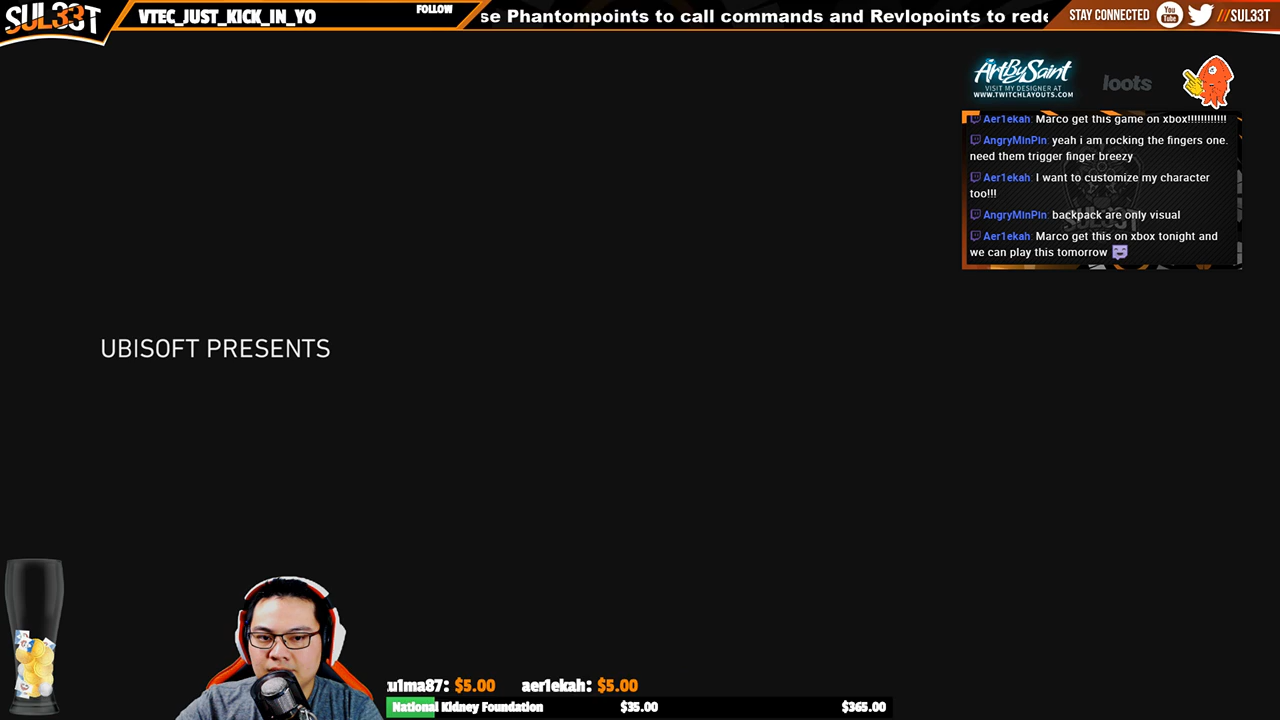 SUL33T
VTEC_JUST_KICK_IN_YO
FOLLOW
se Phantompoints to call commands and Revlopoints to rede
STAY CONNECTED
You Tube
//SUL33T
ArtBySaint
VISIT MY DESIGNER AT
WWW.TWITCHLAYOUTS.COM
loots
Aer1ekah: Marco get this game on xbox!!!!!!!!!!!!
AngryMinPin: yeah i am rocking the fingers one.
need them trigger finger breezy
Aer1ekah: I want to customize my character
too!!!
AngryMinPin: backpack are only visual
SUL33T
Aer1ekah: Marco get this on xbox tonight and
we can play this tomorrow
UBISOFT PRESENTS
u1ma87: $5.00 aer1ekah: $5.00
National Kidney Foundation $35.00 $365.00